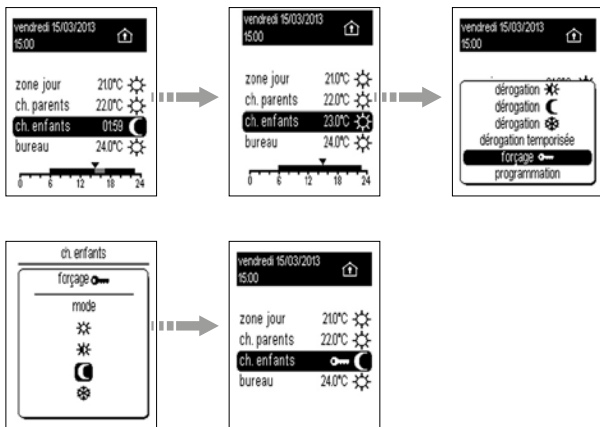 vendredi 15/03/2013
15:00
zone jour 21.0°C
ch. parents 22.0°C
ch. enfants 01:59
bureau 24.0°C
0 6 12 18 24
vendredi 15/03/2013
15:00
zone jour 21.0°C
ch. parents 22.0°C
ch. enfants 23.0°C
bureau 24.0°C
0 6 12 18 24
vendredi 15/03/2013
15:00
dérogation
dérogation
dérogation
dérogation temporisée
forçage
programmation
ch. enfants
forçage
mode
vendredi 15/03/2013
15:00
zone jour 21.0°C
ch. parents 22.0°C
ch. enfants
bureau 24.0°C